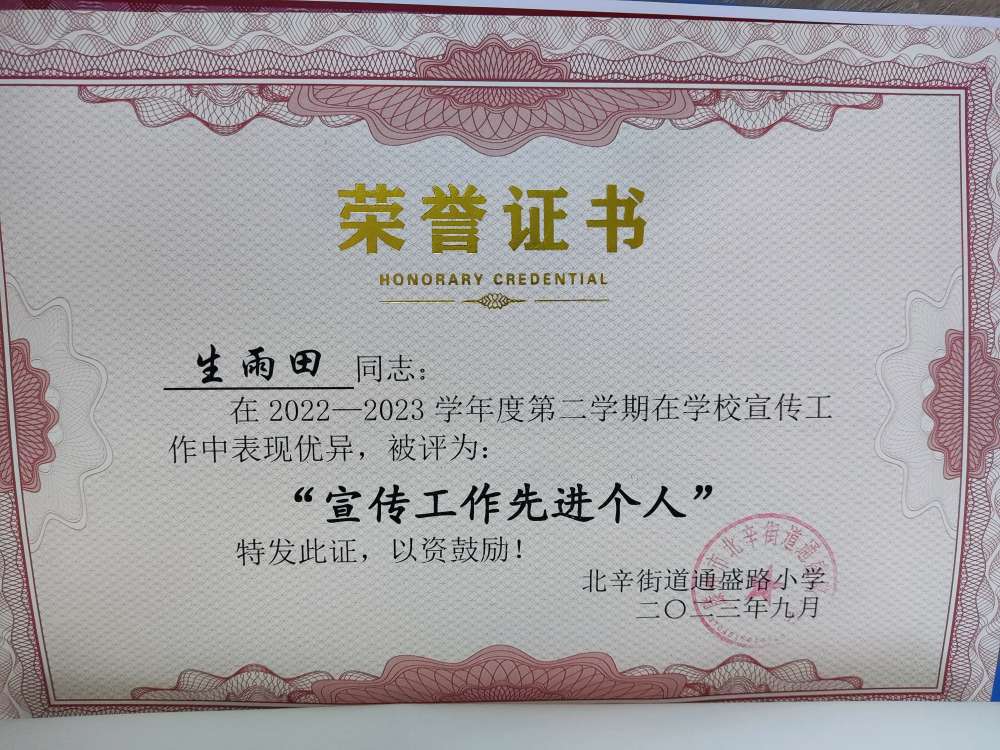 荣誉证书
HONORARY CREDENTIAL
生雨田 同志：
在 2022—2023 学年度第二学期在学校宣传工
作中表现优异，被评为：
“宣传工作先进个人”
特发此证，以资鼓励！
北辛街道通盛路小学
二〇二三年九月